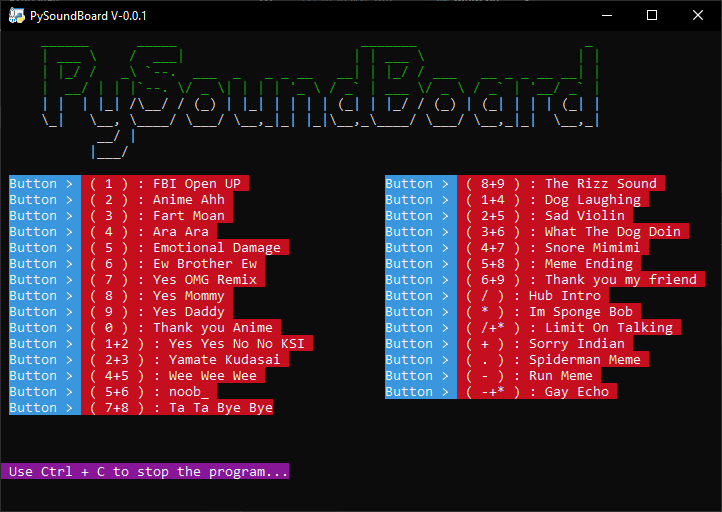 PySoundBoard V-0.0.1
PySoundBoard
Button > ( 1 ) : FBI Open UP
Button > ( 2 ) : Anime Ahh
Button > ( 3 ) : Fart Moan
Button > ( 4 ) : Ara Ara
Button > ( 5 ) : Emotional Damage
Button > ( 6 ) : Ew Brother Ew
Button > ( 7 ) : Yes OMG Remix
Button > ( 8 ) : Yes Mommy
Button > ( 9 ) : Yes Daddy
Button > ( 0 ) : Thank you Anime
Button > ( 1+2 ) : Yes Yes No No KSI
Button > ( 2+3 ) : Yamate Kudasai
Button > ( 4+5 ) : Wee Wee Wee
Button > ( 5+6 ) : noob_
Button > ( 7+8 ) : Ta Ta Bye Bye
Button > ( 8+9 ) : The Rizz Sound
Button > ( 1+4 ) : Dog Laughing
Button > ( 2+5 ) : Sad Violin
Button > ( 3+6 ) : What The Dog Doin
Button > ( 4+7 ) : Snore Mimimi
Button > ( 5+8 ) : Meme Ending
Button > ( 6+9 ) : Thank you my friend
Button > ( / ) : Hub Intro
Button > ( * ) : Im Sponge Bob
Button > ( /+* ) : Limit On Talking
Button > ( + ) : Sorry Indian
Button > ( . ) : Spiderman Meme
Button > ( - ) : Run Meme
Button > ( -+* ) : Gay Echo
Use Ctrl + C to stop the program...